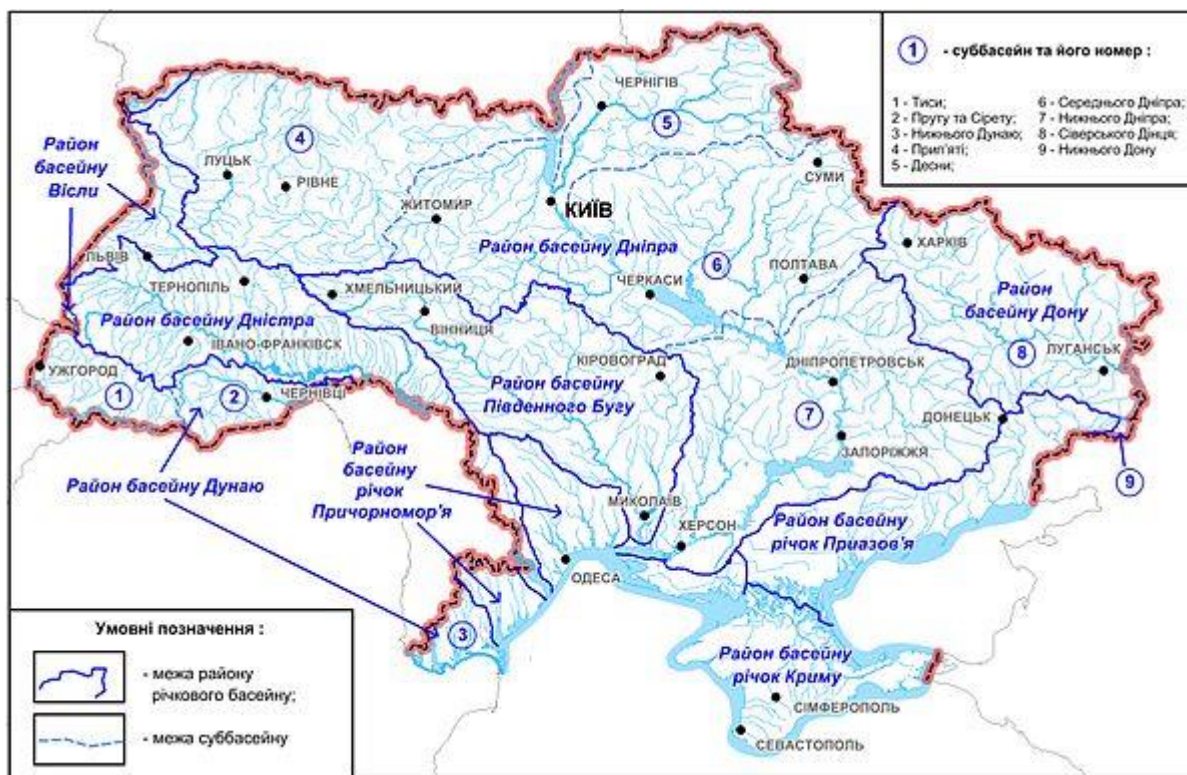 1 - суббасейн та його номер :
1 - Тиси;
2 - Пруту та Сірету;
3 - Нижнього Дунаю;
4 - Прип'яті;
5 - Десни;
6 - Середнього Дніпра;
7 - Нижнього Дніпра;
8 - Сіверського Дінця;
9 - Нижнього Дону
ЧЕРНІГІВ
5
4
Район
басейну
Вісли
ЛУЦЬК
РІВНЕ
СУМИ
ЖИТОМИР
КИЇВ
Район басейну Дніпра
ХАРКІВ
ЛЬВІВ
6
ПОЛТАВА
ТЕРНОПІЛЬ
ХМЕЛЬНИЦЬКИЙ
ЧЕРКАСИ
Район
басейну Дону
Район басейну Дністра
ВІННИЦЯ
ІВАНО-ФРАНКІВСК
КІРОВОГРАД
ДНІПРОПЕТРОВСЬК
8
ЛУГАНСЬК
УЖГОРОД
1
2
ЧЕРНІВЦІ
Район басейну
Південного Бугу
7
ДОНЕЦЬК
ЗАПОРІЖЖЯ
Район
басейну
річок
Причорномор'я
Район басейну Дунаю
9
МИКОЛАЇВ
ХЕРСОН
Район басейну
річок Приазов'я
ОДЕСА
3
Район басейну
річок Криму
СІМФЕРОПОЛЬ
СЕВАСТОПОЛЬ
Умовні позначення :
- межа району
річкового басейну;
- межа суббасейну